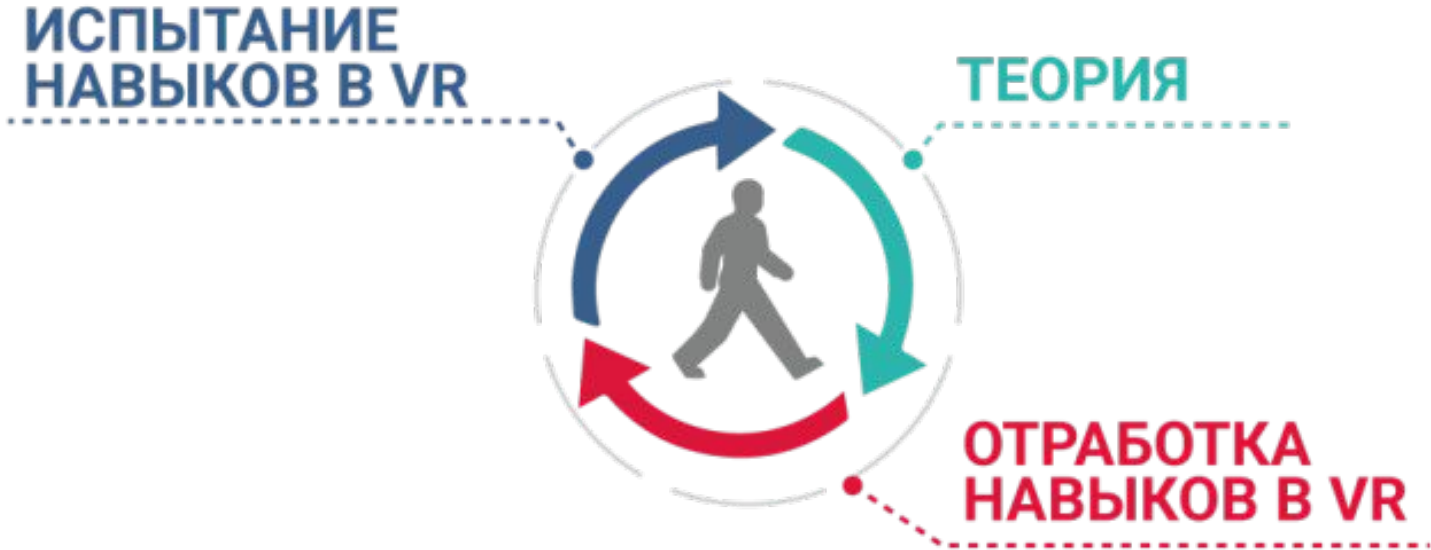 ИСПЫТАНИЕ
НАВЫКОВ В VR
ТЕОРИЯ
ОТРАБОТКА
НАВЫКОВ В VR